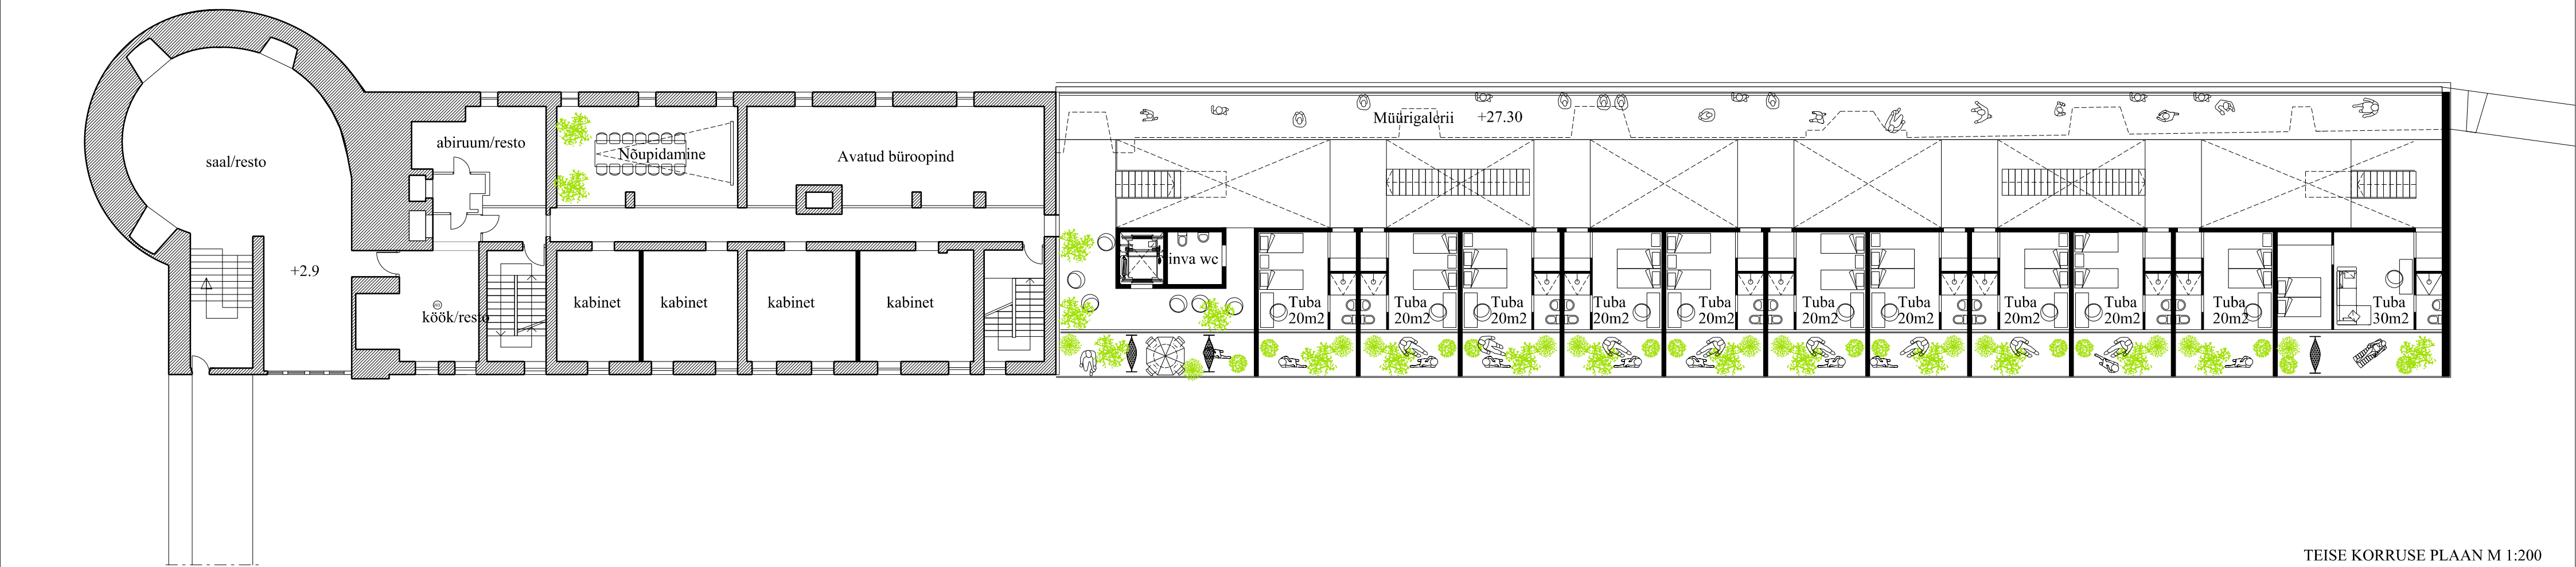 saal/resto
+2.9
abiruum/resto
köök/resto
Nõupidamine
Avatud büroopind
kabinet
kabinet
kabinet
kabinet
Müürigalerii +27.30
inva wc
Tuba
20m2
Tuba
20m2
Tuba
20m2
Tuba
20m2
Tuba
20m2
Tuba
20m2
Tuba
20m2
Tuba
20m2
Tuba
20m2
Tuba
20m2
Tuba
30m2
TEISE KORRUSE PLAAN M 1:200